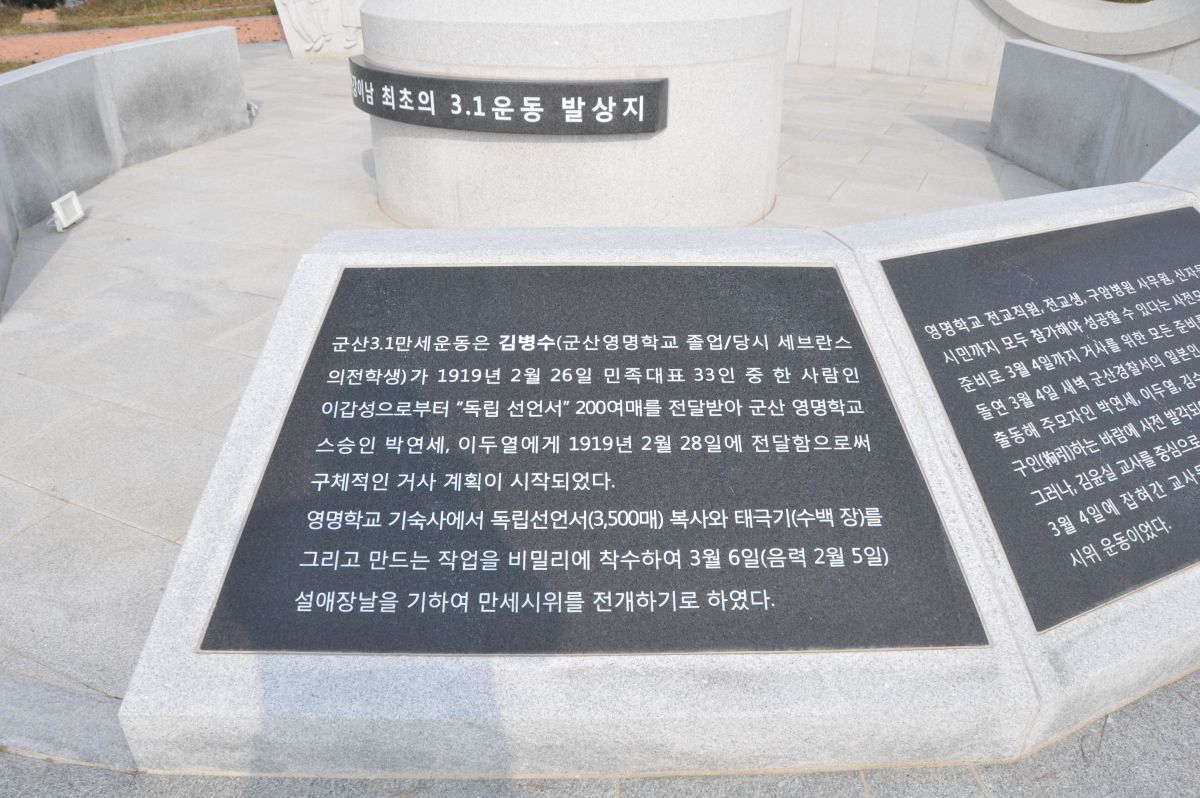 강이남 최초의 3.1운동 발상지
군산3.1만세운동은 김병수(군산영명학교 졸업/당시 세브란스
의전학생)가 1919년 2월 26일 민족대표 33인 중 한 사람인
이갑성으로부터 "독립 선언서" 200여매를 전달받아 군산 영명학교
스승인 박연세, 이두열에게 1919년 2월 28일에 전달함으로써
구체적인 거사 계획이 시작되었다.
영명학교 기숙사에서 독립선언서(3,500매) 복사와 태극기(수백 장)를
그리고 만드는 작업을 비밀리에 착수하여 3월 6일(음력 2월 5일)
설애장날을 기하여 만세시위를 전개하기로 하였다.
영명학교 전교직원, 전교생, 구암병원 사무원,
시민까지 모두 참가해야 성공할 수 있다는
준비로 3월 4일까지 거사를 위한 모든
돌연 3월 4일 새벽 군산경찰서의 일본인
출동해 주모자인 박연세, 이두열,
구인(拘引)하는 바람에 사전
그러나, 김윤실 교사를 중심으로
3월 4일에 잡혀간
시위 운동이었다.